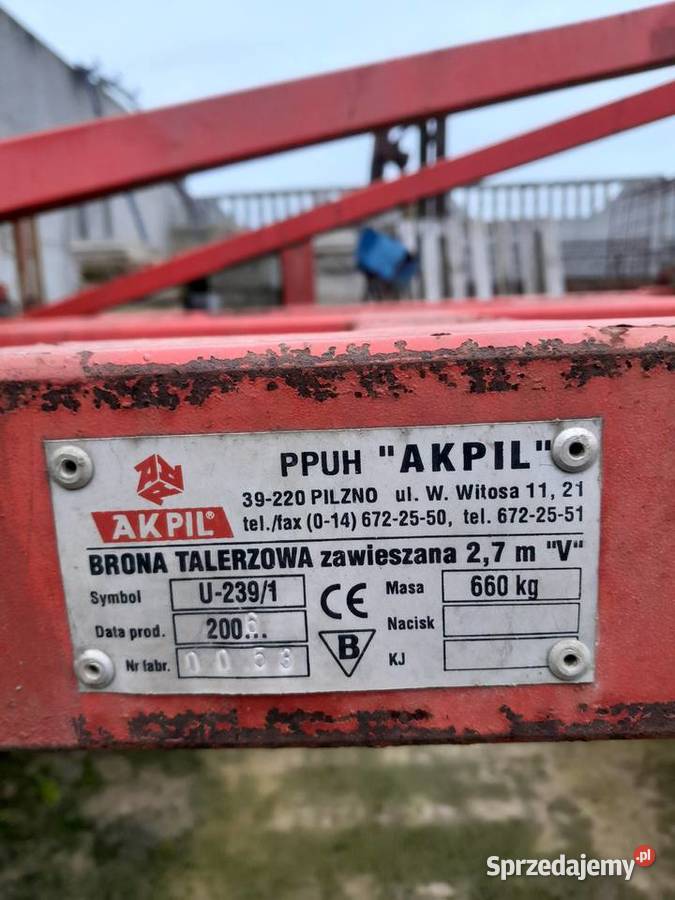 PPUH "AKPIL"
AKPIL®
39-220 PILZNO ul. W. Witosa 11, 21
tel./fax (0-14) 672-25-50, tel. 672-25-51
BRONA TALERZOWA zawieszana 2,7 m "V"
Symbol U-239/1 CE Masa 660 kg
Data prod. 2006... Nacisk
Nr fabr. 0053 B KJ
Sprzedajemy.pl